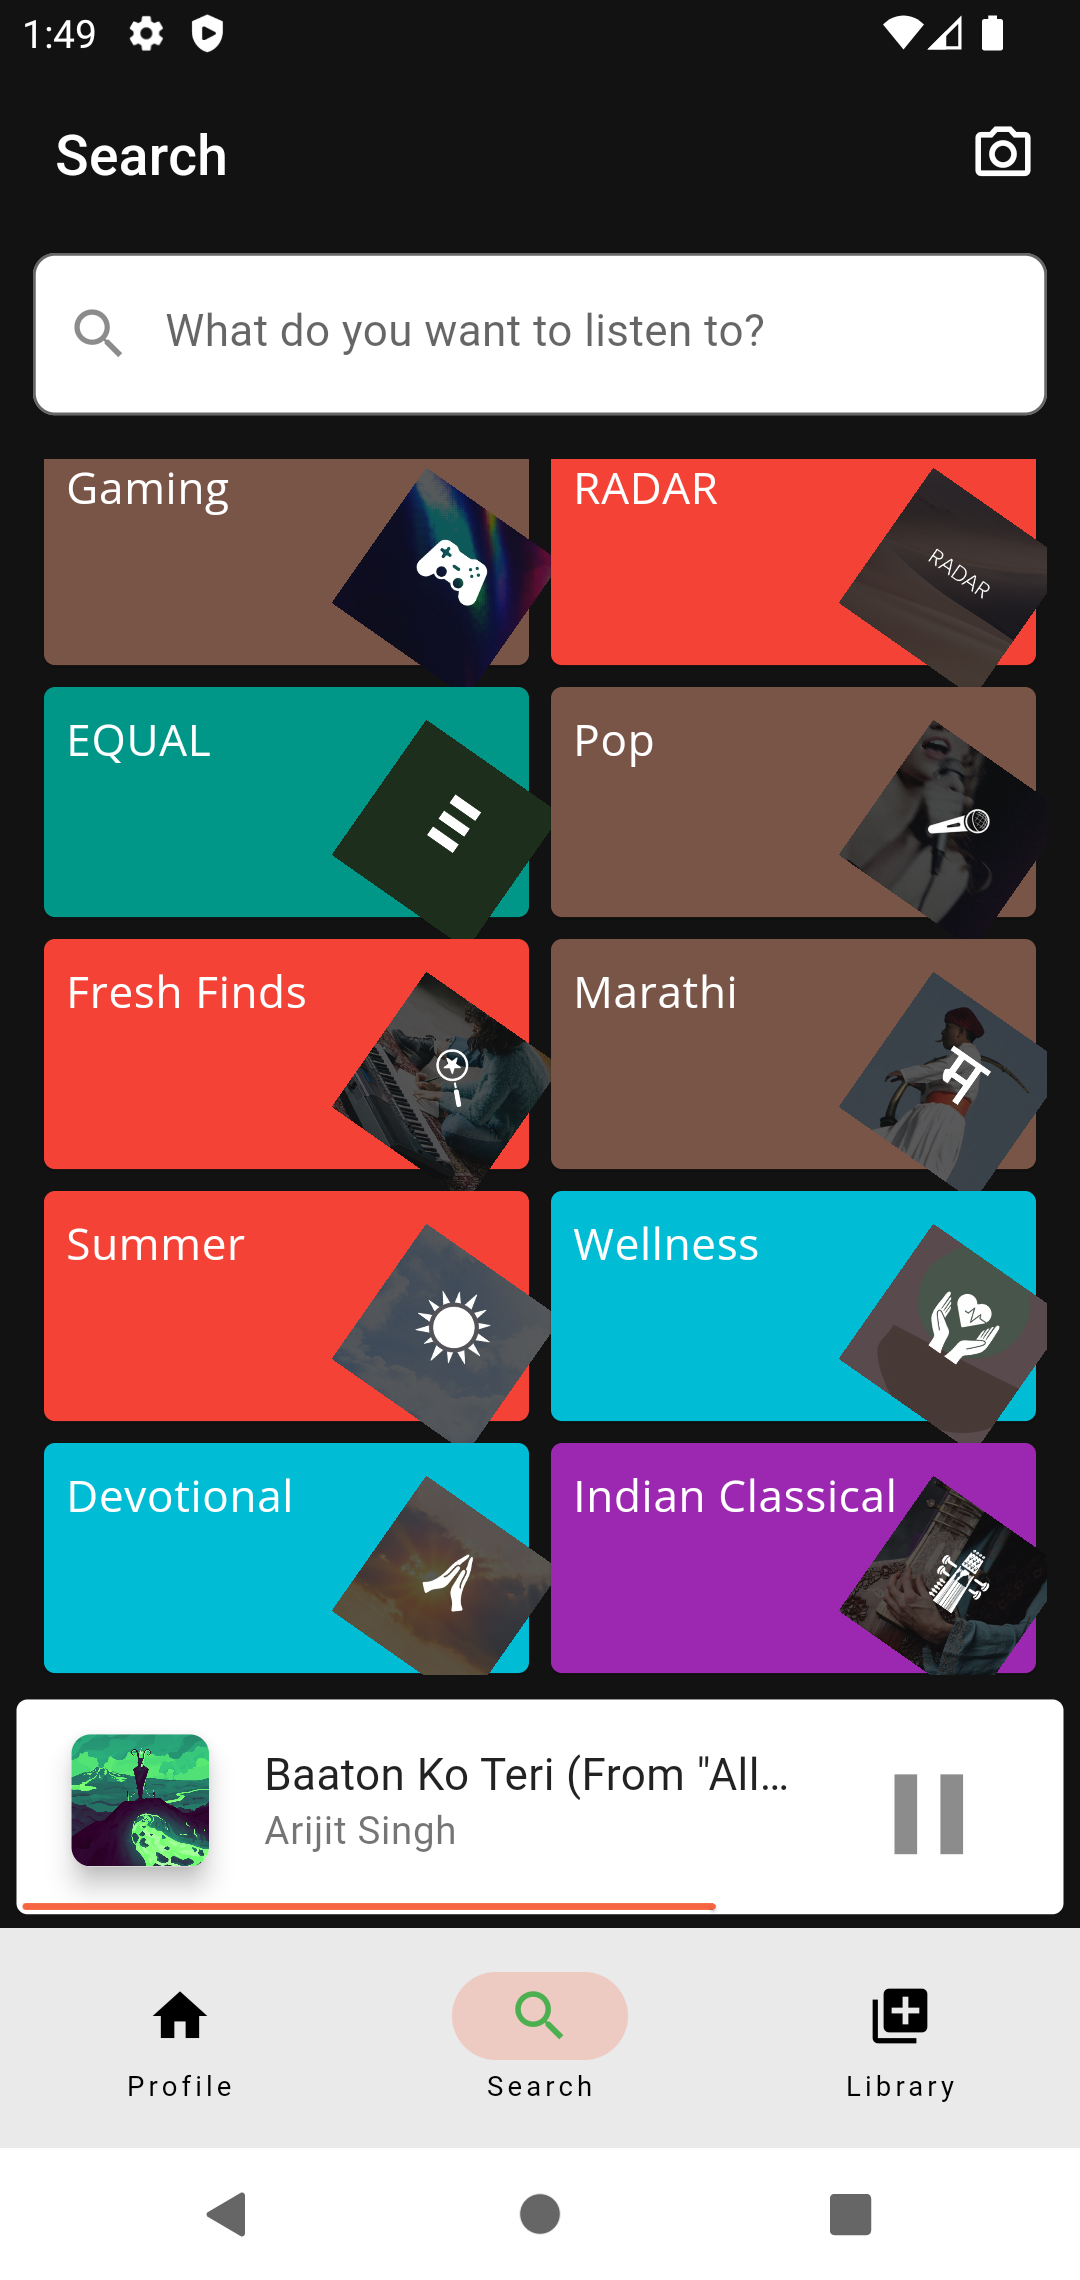 1:49
Search
What do you want to listen to?
Gaming
RADAR
RADAR
EQUAL
Pop
Fresh Finds
Marathi
म
Summer
Wellness
Devotional
Indian Classical
Baaton Ko Teri (From "All...
Arijit Singh
Profile
Search
Library